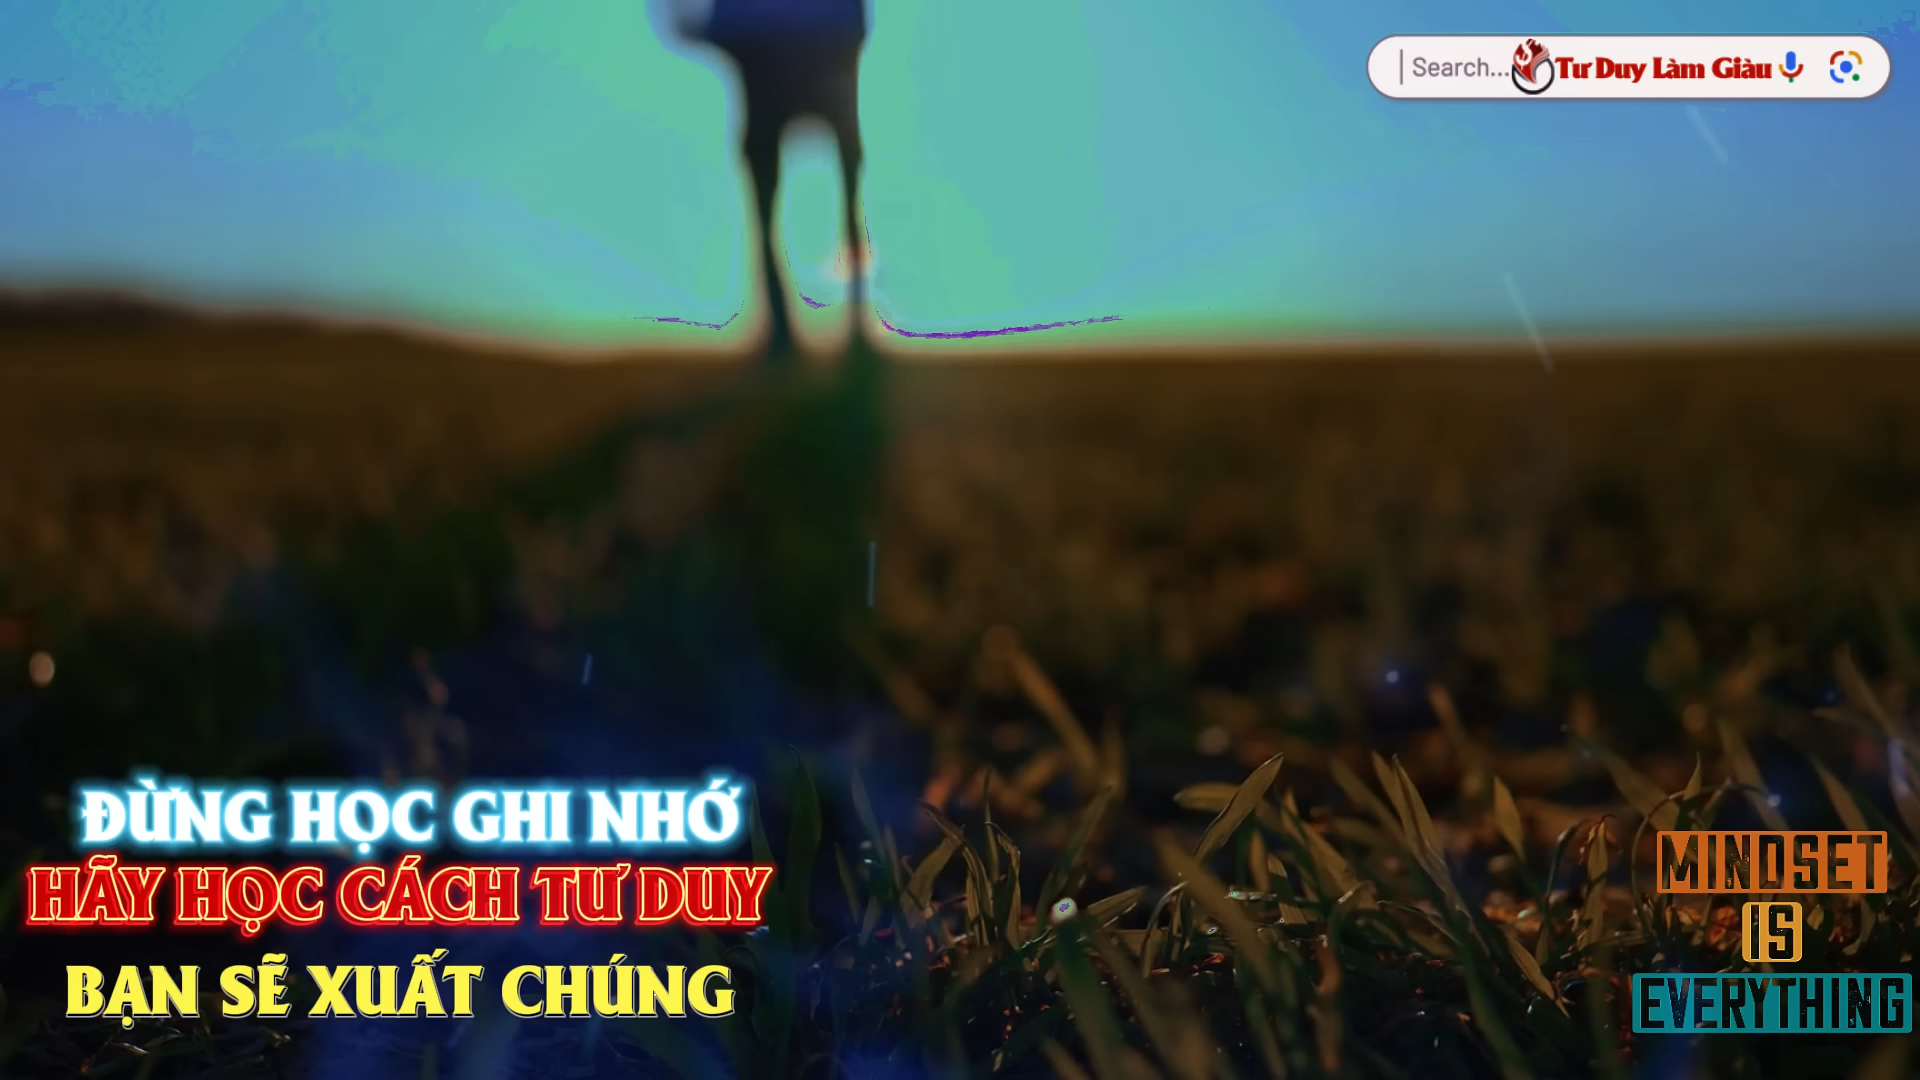 Search... Tư Duy Làm Giàu
ĐỪNG HỌC GHI NHỚ
HÃY HỌC CÁCH TƯ DUY
BẠN SẼ XUẤT CHÚNG
MINDSET
IS
EVERYTHING